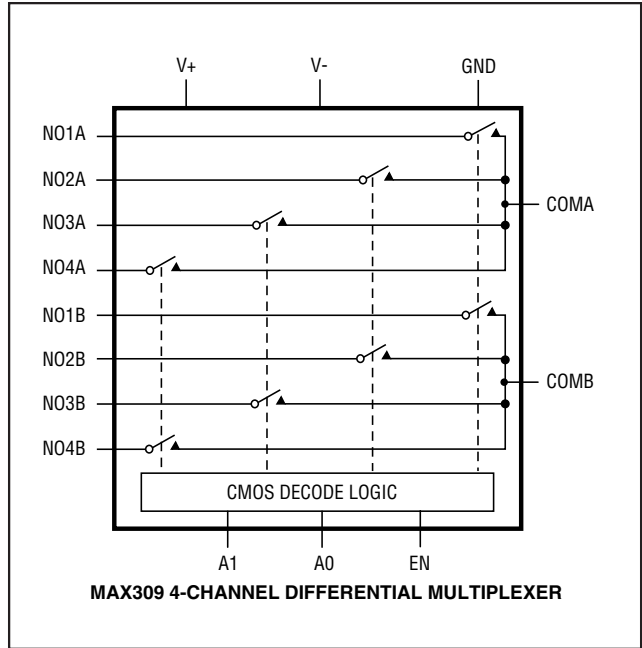 V+ V- GND
NO1A
NO2A
NO3A
COMA
NO4A
NO1B
NO2B
COMB
NO3B
NO4B
CMOS DECODE LOGIC
A1 A0 EN
MAX309 4-CHANNEL DIFFERENTIAL MULTIPLEXER